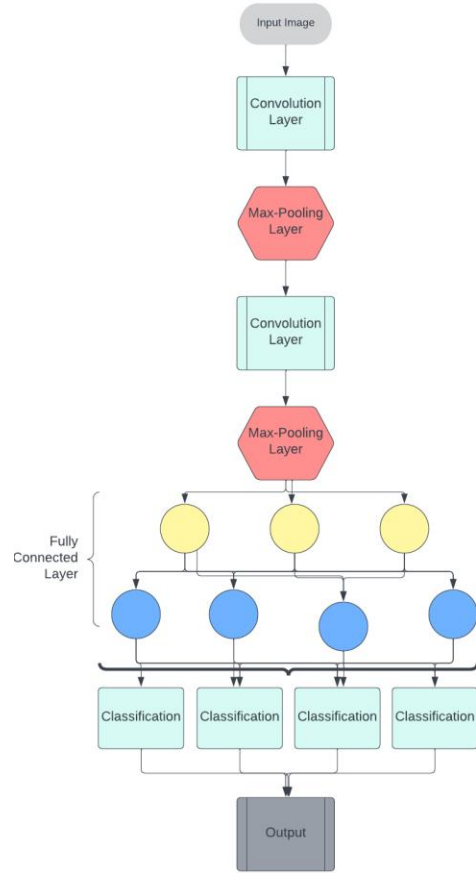 Input Image
Convolution
Layer
Max-Pooling
Layer
Convolution
Layer
Max-Pooling
Layer
Fully
Connected
Layer
Classification
Classification
Classification
Classification
Output